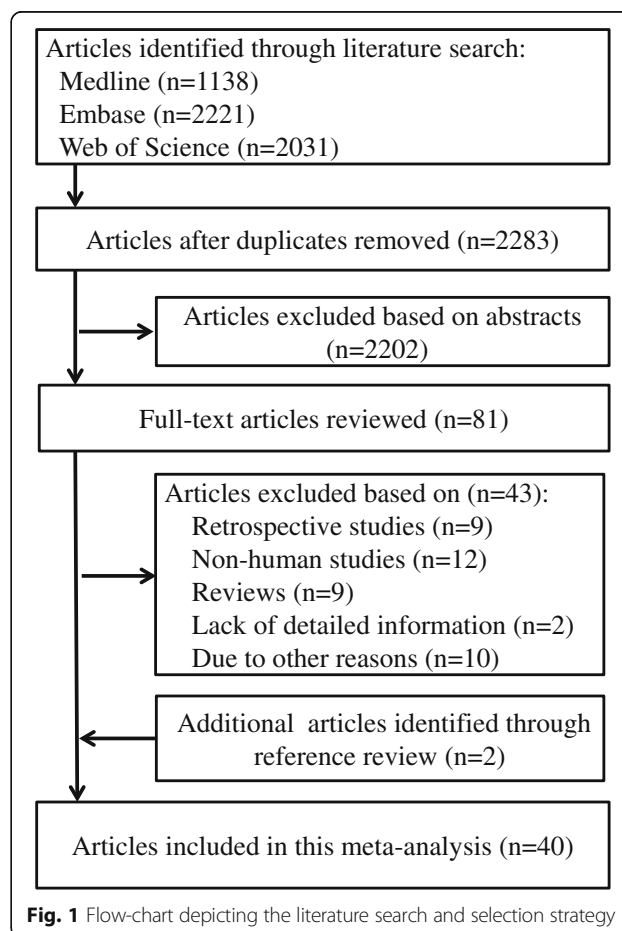 Articles identified through literature search:
Medline (n=1138)
Embase (n=2221)
Web of Science (n=2031)
Articles after duplicates removed (n=2283)
Articles excluded based on abstracts
(n=2202)
Full-text articles reviewed (n=81)
Articles excluded based on (n=43):
Retrospective studies (n=9)
Non-human studies (n=12)
Reviews (n=9)
Lack of detailed information (n=2)
Due to other reasons (n=10)
Additional articles identified through
reference review (n=2)
Articles included in this meta-analysis (n=40)
Fig. 1 Flow-chart depicting the literature search and selection strategy